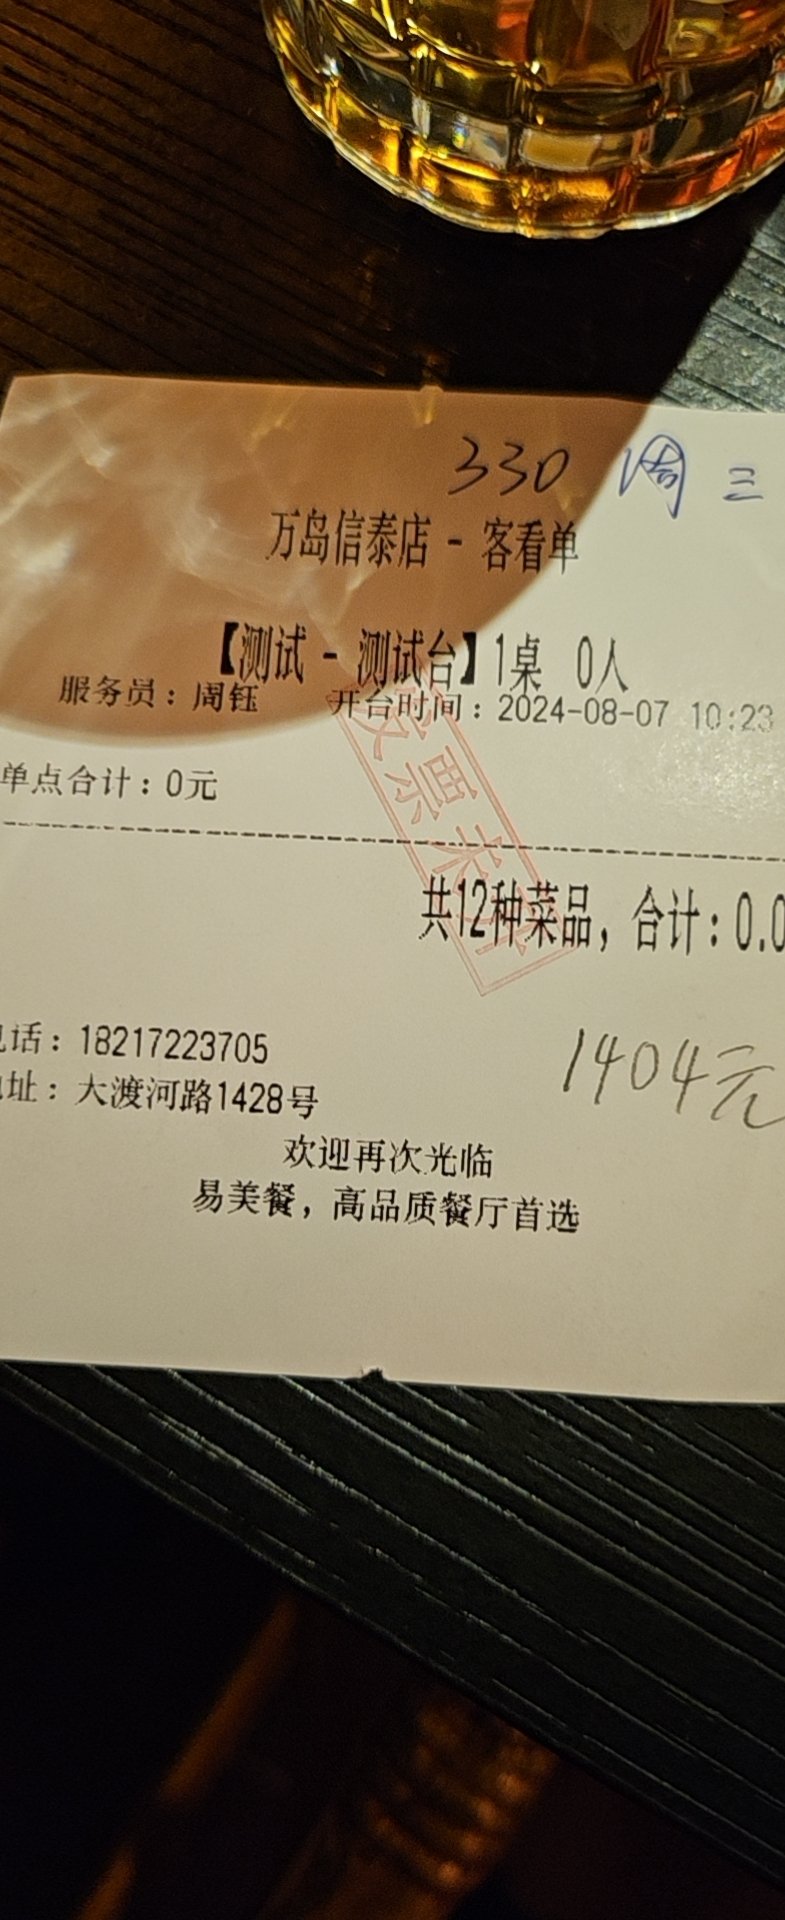 330 周三
万岛信泰店 - 客看单
【测试 - 测试台】1桌 0人
服务员：周钰 开台时间：2024-08-07 10:23
单点合计：0元
发票未开
共12种菜品，合计：0.0
话：18217223705
址：大渡河路1428号
1404元
欢迎再次光临
易美餐，高品质餐厅首选